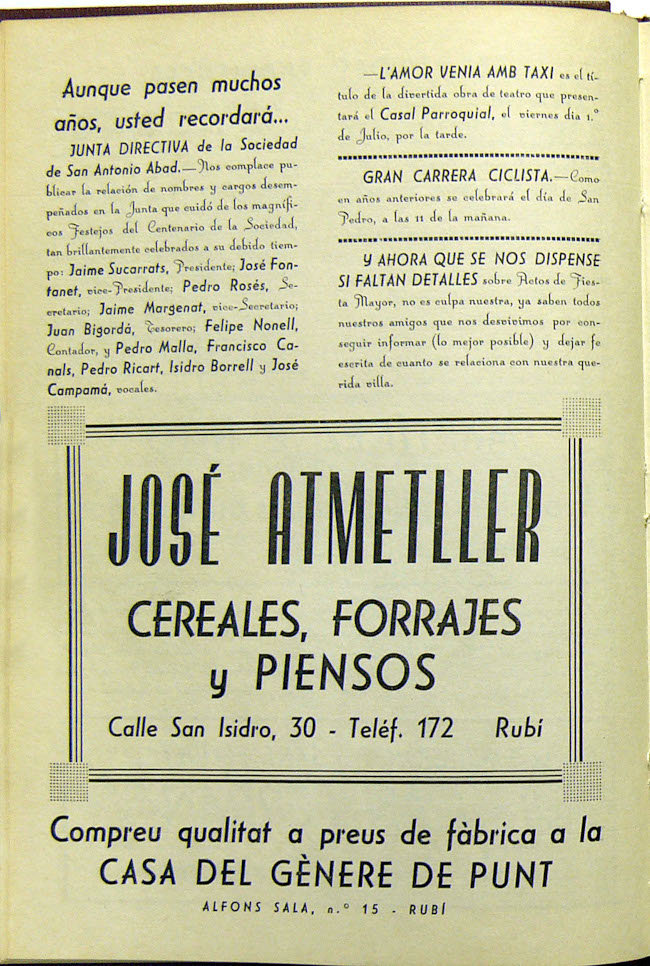 Aunque pasen muchos
años, usted recordará...
JUNTA DIRECTIVA de la Sociedad
de San Antonio Abad.—Nos complace pu-
blicar la relación de nombres y cargos desem-
peñados en la Junta que cuidó de los magnífi-
cos Festejos del Centenario de la Sociedad,
tan brillantemente celebrados a su debido tiem-
po: Jaime Sucarrats, Presidente; José Fon-
tanet, vice-Presidente; Pedro Rosés, Se-
cretario; Jaime Margenat, vice-Secretario;
Juan Bigordá, Tesorero; Felipe Nonell,
Contador, y Pedro Malla, Francisco Ca-
nals, Pedro Ricart, Isidro Borrell y José
Campamá, vocales.
—L'AMOR VENIA AMB TAXI es el tí-
tulo de la divertida obra de teatro que presen-
tará el Casal Parroquial, el viernes dia 1.º
de Julio, por la tarde.
GRAN CARRERA CICLISTA.—Como
en años anteriores se celebrará el día de San
Pedro, a las 11 de la mañana.
Y AHORA QUE SE NOS DISPENSE
SI FALTAN DETALLES sobre Actos de Fies-
ta Mayor, no es culpa nuestra, ya saben todos
nuestros amigos que nos desvivimos por con-
seguir informar (lo mejor posible) y dejar fe
escrita de cuanto se relaciona con nuestra que-
rida villa.
JOSÉ ATMETLLER
CEREALES, FORRAJES
y PIENSOS
Calle San Isidro, 30 - Teléf. 172 Rubí
Compreu qualitat a preus de fàbrica a la
CASA DEL GÈNERE DE PUNT
ALFONS SALA, n.º 15 - RUBÍ